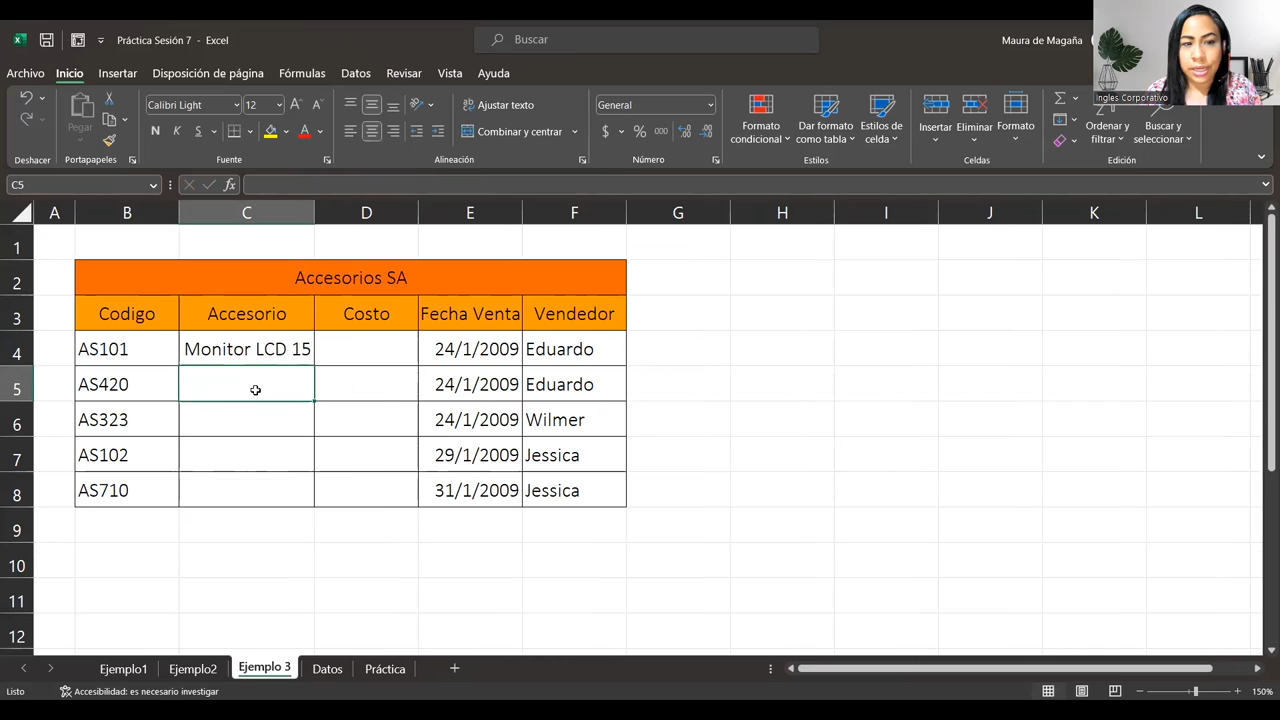 Práctica Sesión 7 - Excel
Buscar
Maura de Magaña
Ingles Corporativo
Archivo Inicio Insertar Disposición de página Fórmulas Datos Revisar Vista Ayuda
Pegar
Calibri Light 12
N K S
Ajustar texto
Combinar y centrar
General
$ % 000
Formato condicional
Dar formato como tabla
Estilos de celda
Insertar
Eliminar
Formato
Ordenar y filtrar
Buscar y seleccionar
Deshacer Portapapeles Fuente Alineación Número Estilos Celdas Edición
C5 fx
A B C D E F G H I J K L
1
2 Accesorios SA
3 Codigo Accesorio Costo Fecha Venta Vendedor
4 AS101 Monitor LCD 15 24/1/2009 Eduardo
5 AS420 24/1/2009 Eduardo
6 AS323 24/1/2009 Wilmer
7 AS102 29/1/2009 Jessica
8 AS710 31/1/2009 Jessica
9
10
11
12
Ejemplo1 Ejemplo2 Ejemplo 3 Datos Práctica
Listo Accesibilidad: es necesario investigar 150%